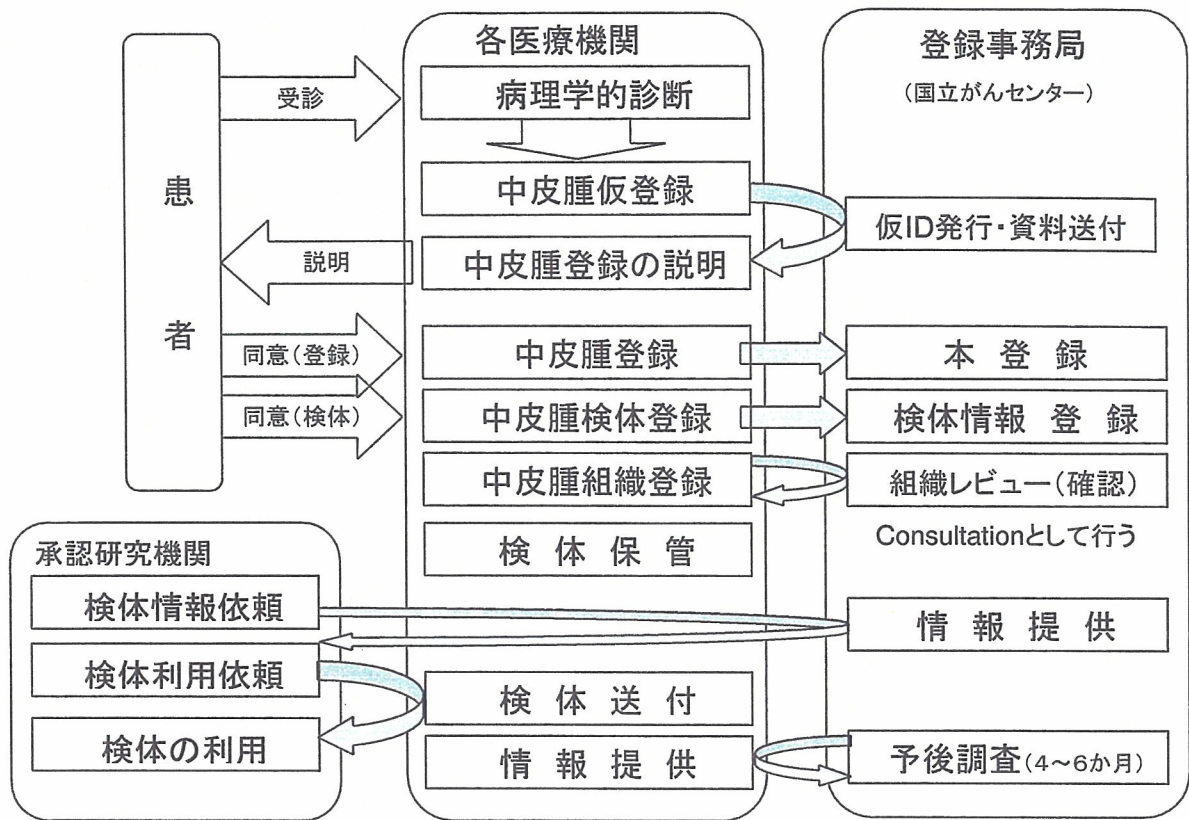 患者
受診
説明
同意(登録)
同意(検体)
各医療機関
病理学的診断
中皮腫仮登録
中皮腫登録の説明
中皮腫登録
中皮腫検体登録
中皮腫組織登録
検体保管
検体送付
情報提供
登録事務局
(国立がんセンター)
仮ID発行・資料送付
本登録
検体情報 登録
組織レビュー(確認)
Consultationとして行う
情報提供
予後調査(4～6か月)
承認研究機関
検体情報依頼
検体利用依頼
検体の利用